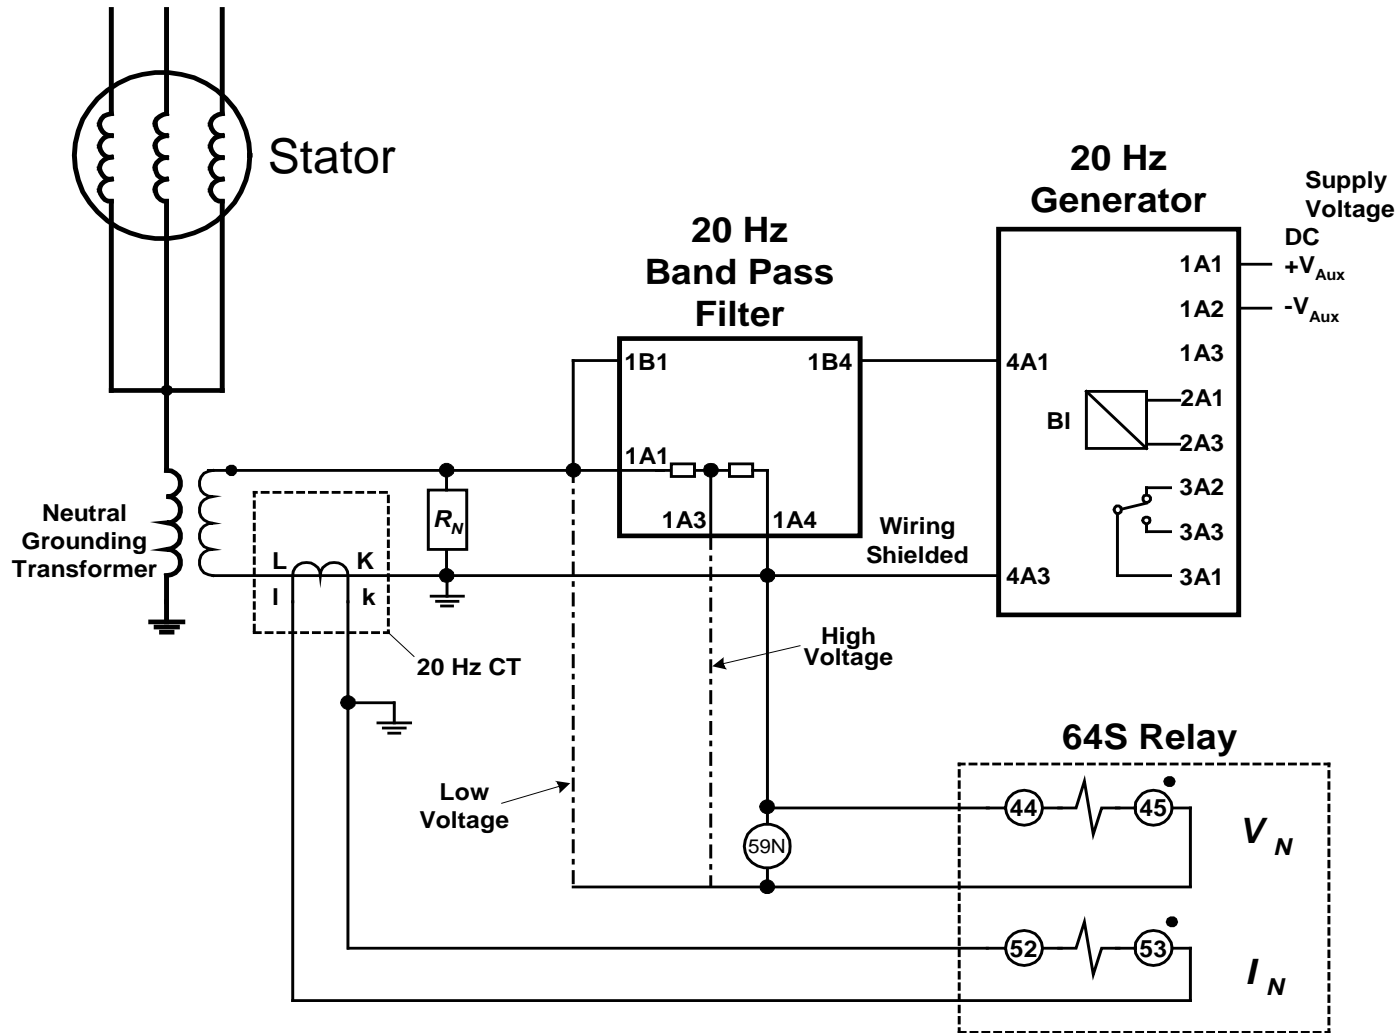 Stator
20 Hz
Generator
Supply
Voltage
DC
+VAux
-VAux
20 Hz
Band Pass
Filter
1A1
1A2
1A3
2A1
2A3
3A2
3A3
3A1
BI
4A1
4A3
1B1
1B4
1A1
1A3
1A4
Wiring
Shielded
RN
Neutral
Grounding
Transformer
L
K
l
k
20 Hz CT
High
Voltage
Low
Voltage
59N
64S Relay
44
45
VN
52
53
IN